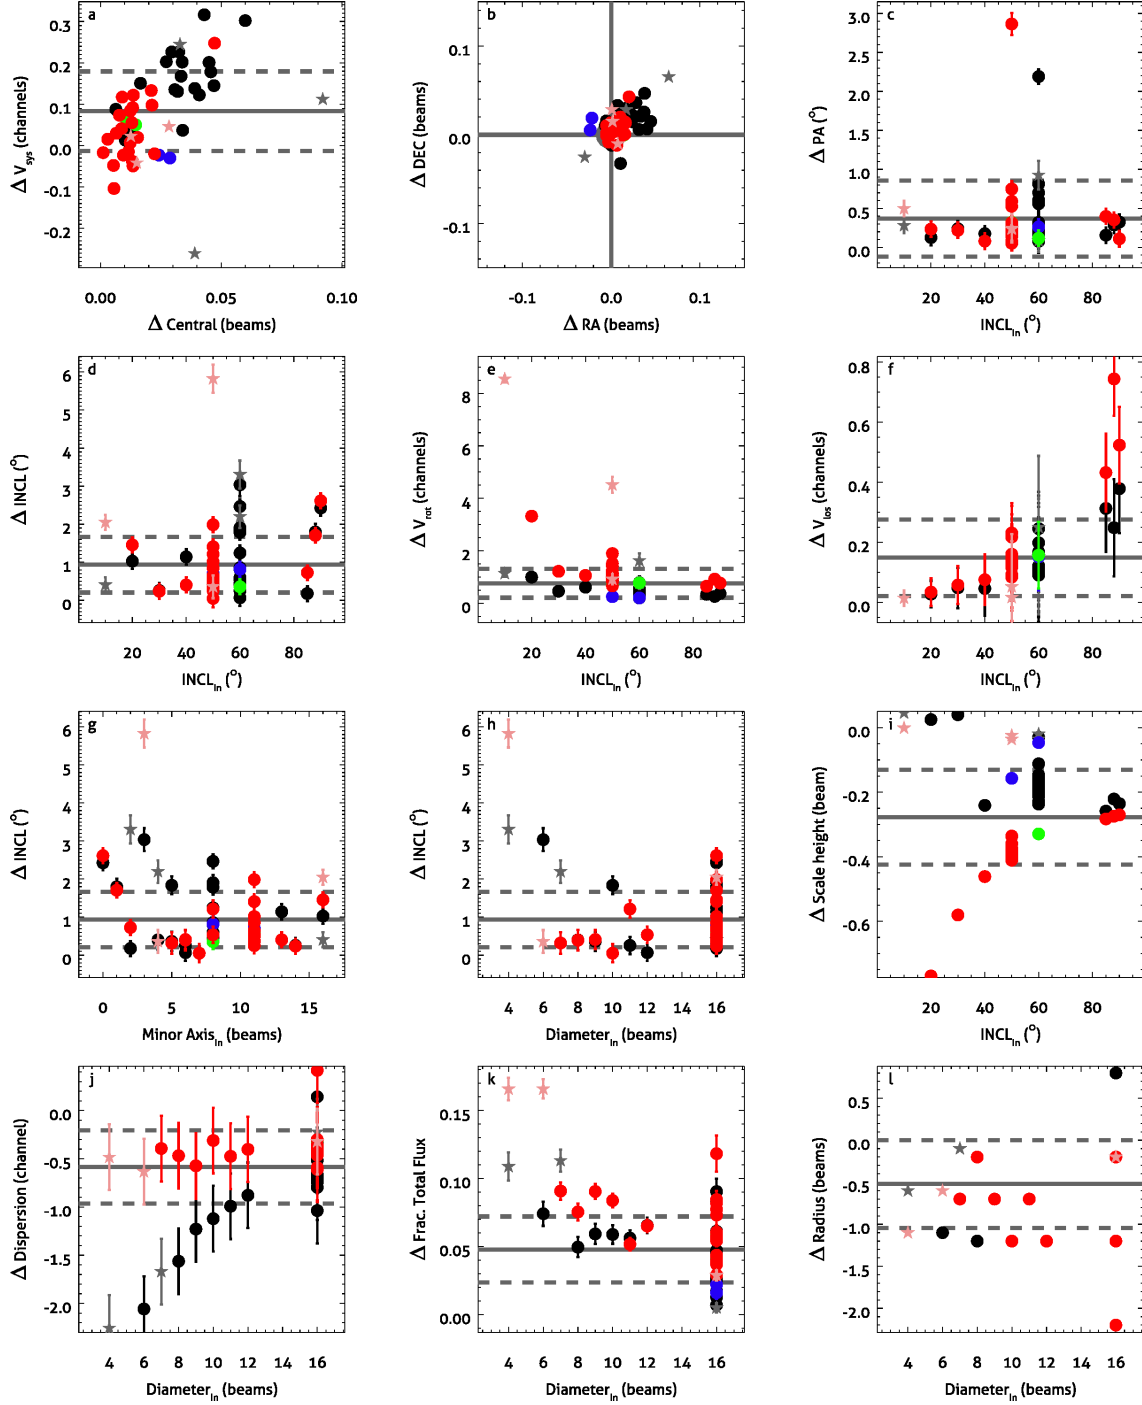 a
0.3
0.2
0.1
0.0
-0.1
-0.2
Δ V_sys (channels)
0.00 0.05 0.10
Δ Central (beams)
b
0.1
0.0
-0.1
Δ DEC (beams)
-0.1 0.0 0.1
Δ RA (beams)
c
3.0
2.5
2.0
1.5
1.0
0.5
0.0
Δ PA (°)
20 40 60 80
INCL_In (°)
d
6
5
4
3
2
1
0
Δ INCL (°)
20 40 60 80
INCL_In (°)
e
8
6
4
2
0
Δ V_rot (channels)
20 40 60 80
INCL_In (°)
f
0.8
0.6
0.4
0.2
0.0
Δ V_los (channels)
20 40 60 80
INCL_In (°)
g
6
5
4
3
2
1
0
Δ INCL (°)
0 5 10 15
Minor Axis_In (beams)
h
6
5
4
3
2
1
0
Δ INCL (°)
4 6 8 10 12 14 16
Diameter_In (beams)
i
0.0
-0.2
-0.4
-0.6
Δ Scale height (beam)
20 40 60 80
INCL_In (°)
j
0.0
-0.5
-1.0
-1.5
-2.0
Δ Dispersion (channel)
4 6 8 10 12 14 16
Diameter_In (beams)
k
0.15
0.10
0.05
0.00
Δ Frac. Total Flux
4 6 8 10 12 14 16
Diameter_In (beams)
l
0.5
0.0
-0.5
-1.0
-1.5
-2.0
Δ Radius (beams)
4 6 8 10 12 14 16
Diameter_In (beams)